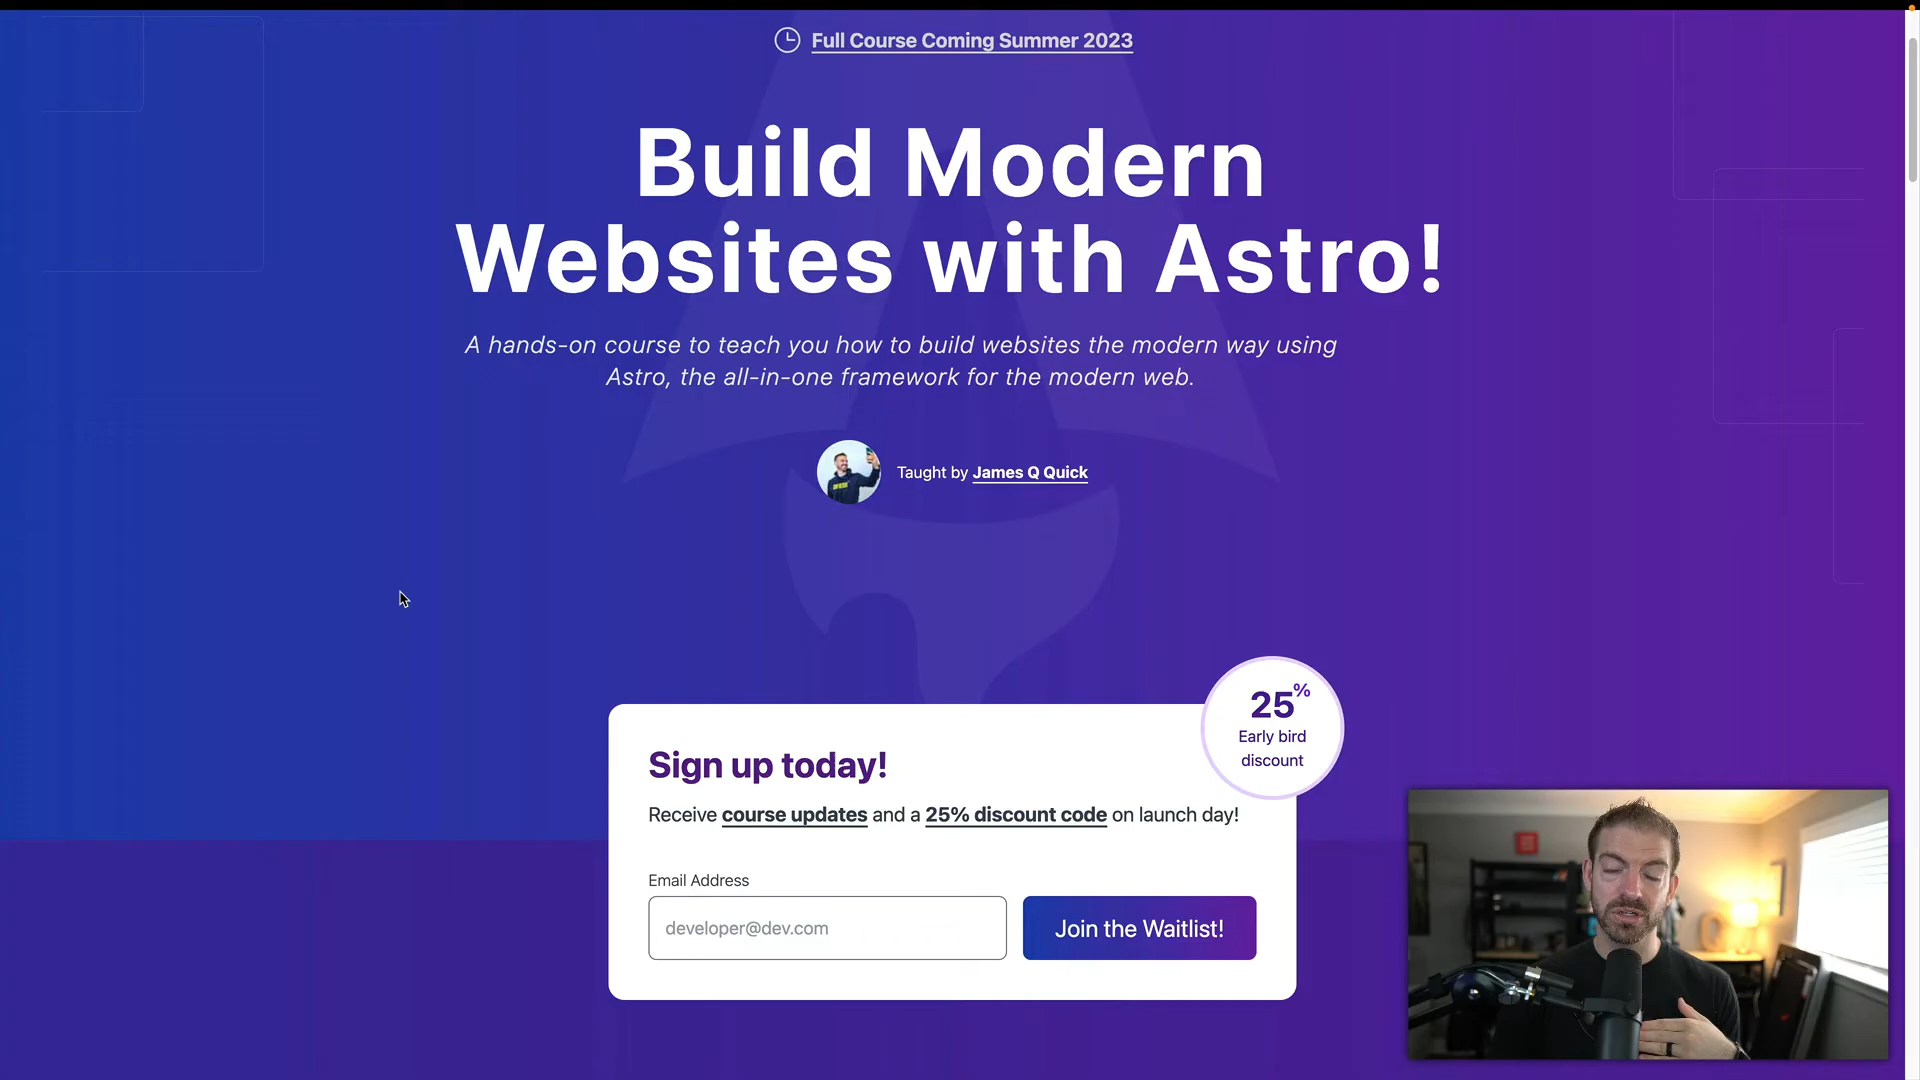 Full Course Coming Summer 2023
Build Modern
Websites with Astro!
A hands-on course to teach you how to build websites the modern way using
Astro, the all-in-one framework for the modern web.
Taught by James Q Quick
25%
Early bird
discount
Sign up today!
Receive course updates and a 25% discount code on launch day!
Email Address
developer@dev.com
Join the Waitlist!